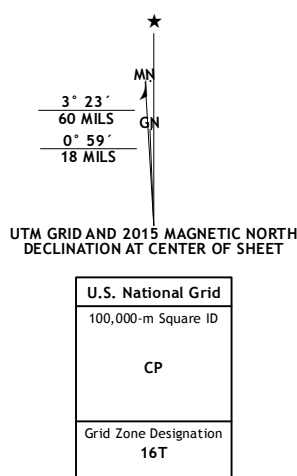 MN
3° 23´
60 MILS
GN
0° 59´
18 MILS
UTM GRID AND 2015 MAGNETIC NORTH
DECLINATION AT CENTER OF SHEET
U.S. National Grid
100,000-m Square ID
CP
Grid Zone Designation
16T